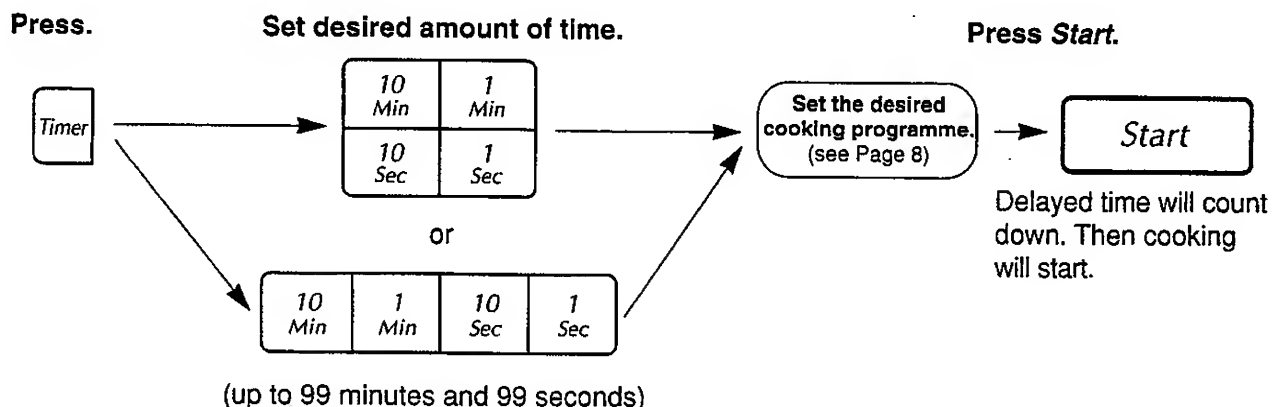 Press.
Set desired amount of time.
Press Start.
Timer
10 Min
1 Min
10 Sec
1 Sec
or
10 Min
1 Min
10 Sec
1 Sec
(up to 99 minutes and 99 seconds)
Set the desired
cooking programme.
(see Page 8)
Start
Delayed time will count
down. Then cooking
will start.